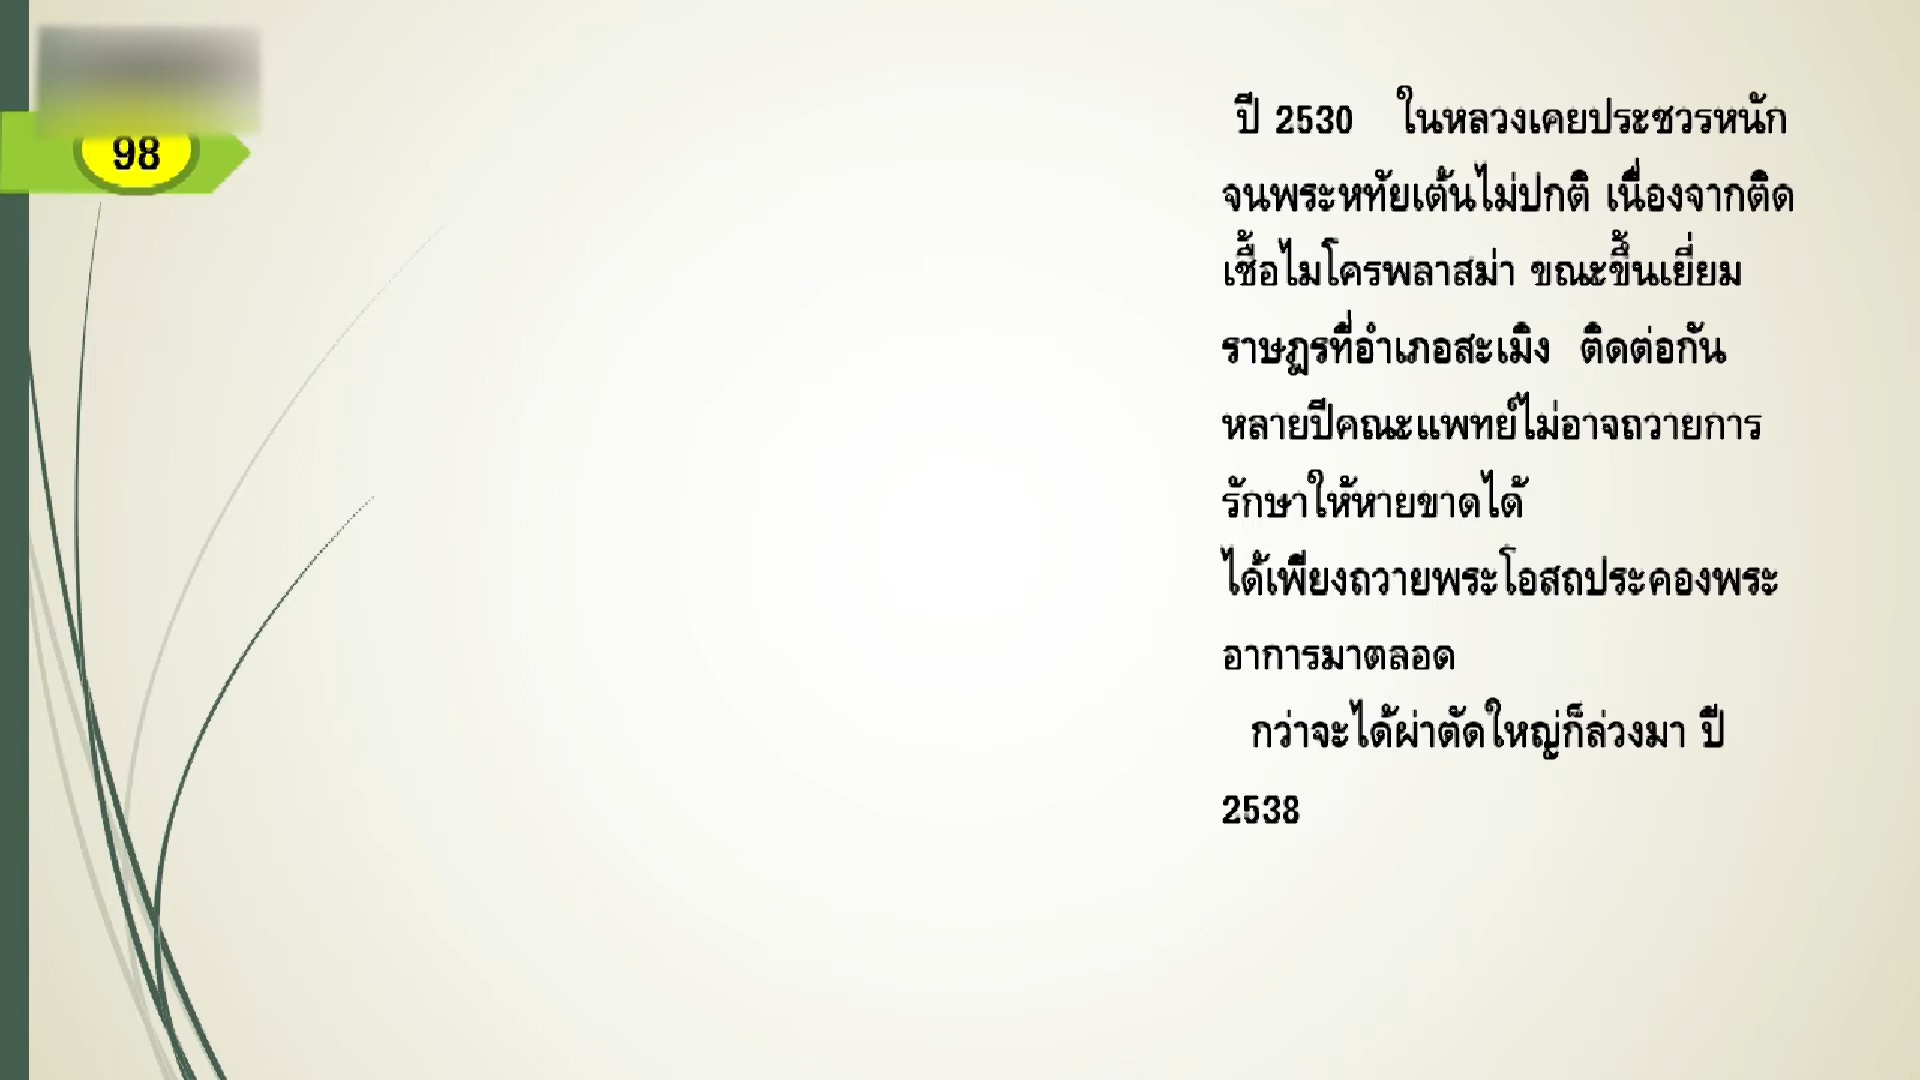 98
ปี 2530 ในหลวงเคยประชวรหนัก
จนพระหทัยเต้นไม่ปกติ เนื่องจากติด
เชื้อไมโครพลาสม่า ขณะขึ้นเยี่ยม
ราษฎรที่อำเภอสะเมิง ติดต่อกัน
หลายปีคณะแพทย์ไม่อาจถวายการ
รักษาให้หายขาดได้
ได้เพียงถวายพระโอสถประคองพระ
อาการมาตลอด
กว่าจะได้ผ่าตัดใหญ่ก็ล่วงมา ปี
2538